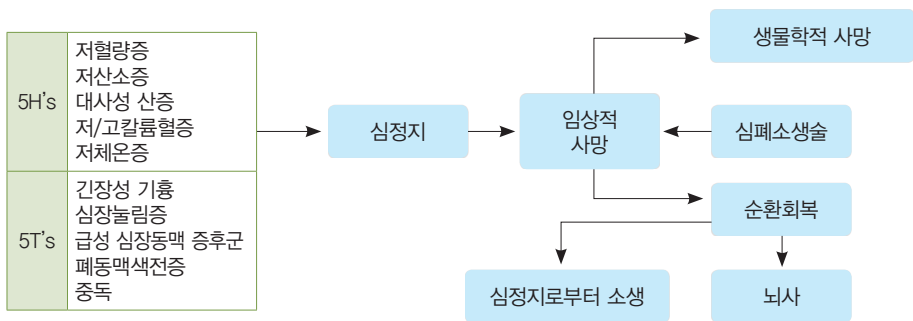 5H's
저혈량증
저산소증
대사성 산증
저/고칼륨혈증
저체온증
5T's
긴장성 기흉
심장눌림증
급성 심장동맥 증후군
폐동맥색전증
중독
심정지
임상적
사망
생물학적 사망
심폐소생술
순환회복
심정지로부터 소생
뇌사